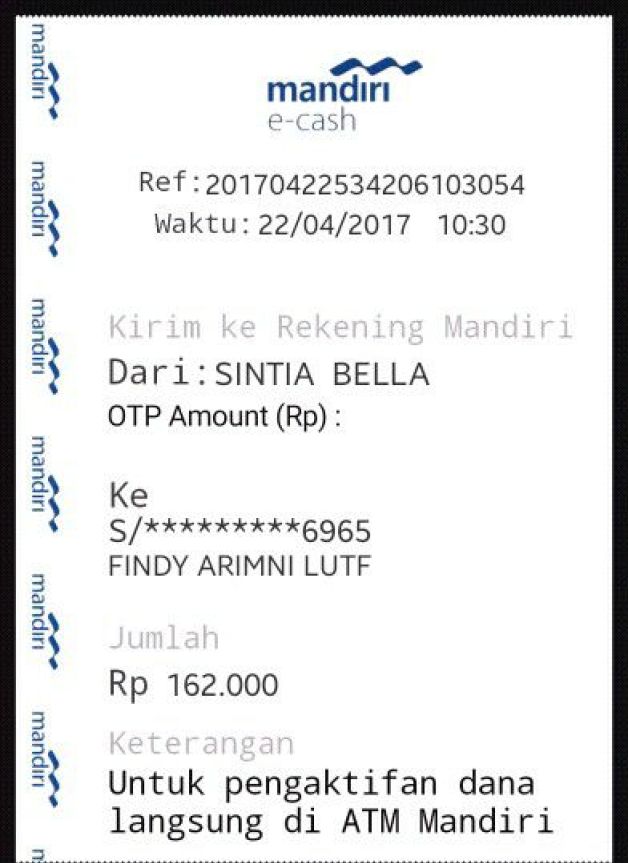 mandiri
e-cash
Ref:20170422534206103054
Waktu: 22/04/2017 10:30
Kirim ke Rekening Mandiri
Dari:SINTIA BELLA
OTP Amount (Rp) :
Ke
S/*********6965
FINDY ARIMNI LUTF
Jumlah
Rp 162.000
Keterangan
Untuk pengaktifan dana
langsung di ATM Mandiri
mandiri
mandiri
mandiri
mandiri
mandiri
mandiri